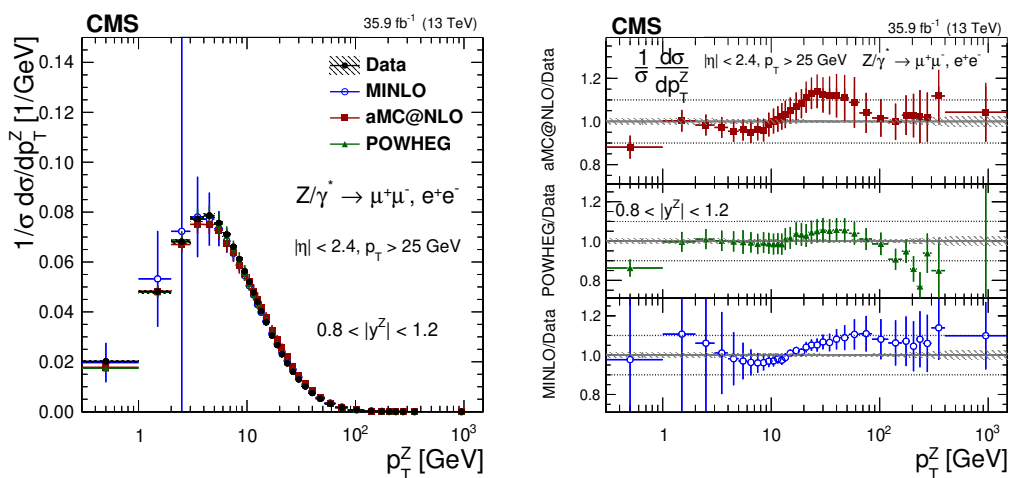 CMS
35.9 fb⁻¹ (13 TeV)
1/σ dσ/dp_T^Z [1/GeV]
0.14
0.12
0.10
0.08
0.06
0.04
0.02
0.00
Data
MINLO
aMC@NLO
POWHEG
Z/γ* → μ⁺μ⁻, e⁺e⁻
|η| < 2.4, p_T > 25 GeV
0.8 < |y^Z| < 1.2
1 10 10² 10³
p_T^Z [GeV]
CMS
35.9 fb⁻¹ (13 TeV)
aMC@NLO/Data
1/σ dσ/dp_T^Z
|η| < 2.4, p_T > 25 GeV Z/γ* → μ⁺μ⁻, e⁺e⁻
1.2
1.0
0.8
POWHEG/Data
0.8 < |y^Z| < 1.2
1.2
1.0
0.8
MINLO/Data
1.2
1.0
0.8
1 10 10² 10³
p_T^Z [GeV]